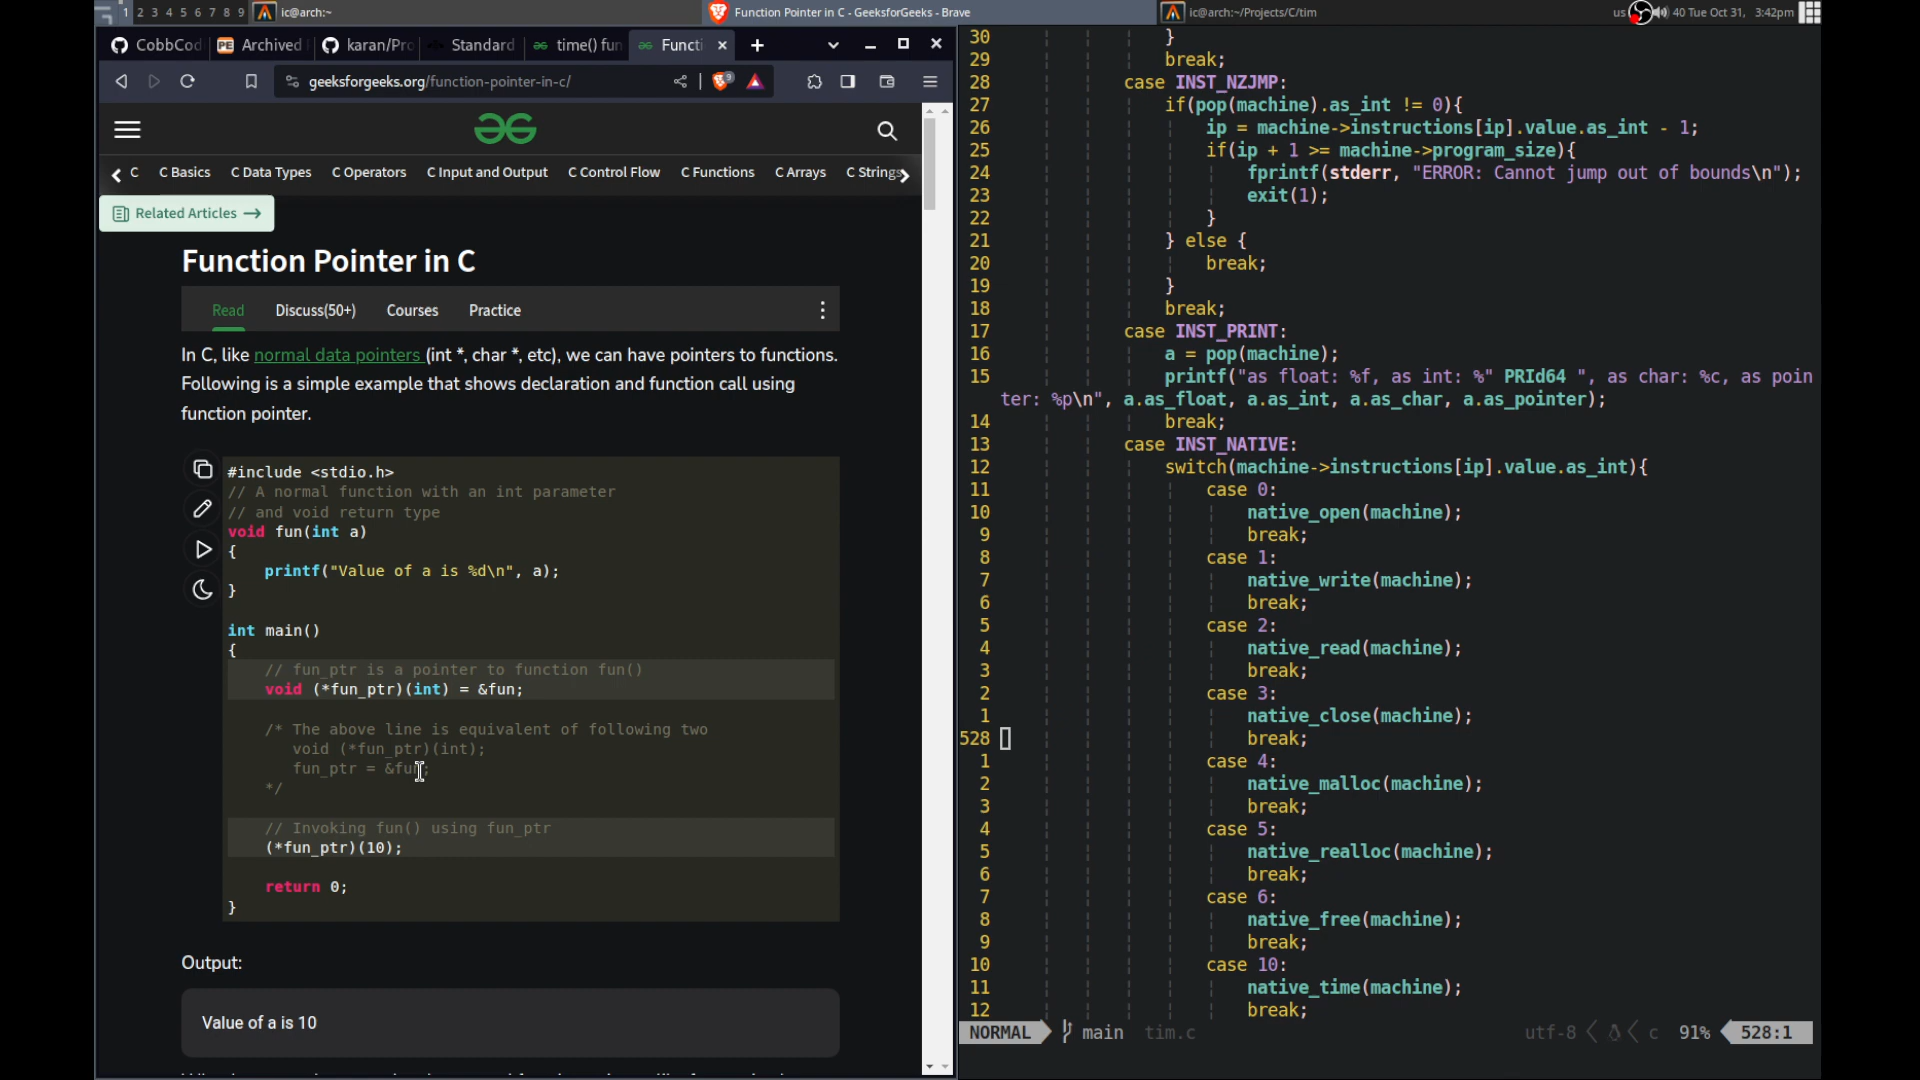 1 2 3 4 5 6 7 8 9 ic@arch:~ Function Pointer in C - GeeksforGeeks - Brave ic@arch:~/Projects/C/tim us 40 Tue Oct 31, 3:42pm
CobbCod Archived karan/Pro Standard time() fun Functi
geeksforgeeks.org/function-pointer-in-c/ 9
C C Basics C Data Types C Operators C Input and Output C Control Flow C Functions C Arrays C Strings
Related Articles →
Function Pointer in C
Read Discuss(50+) Courses Practice
In C, like normal data pointers (int *, char *, etc), we can have pointers to functions.
Following is a simple example that shows declaration and function call using
function pointer.
#include <stdio.h>
// A normal function with an int parameter
// and void return type
void fun(int a)
{
printf("Value of a is %d\n", a);
}
int main()
{
// fun_ptr is a pointer to function fun()
void (*fun_ptr)(int) = &fun;
/* The above line is equivalent of following two
void (*fun_ptr)(int);
fun_ptr = &fun;
*/
// Invoking fun() using fun_ptr
(*fun_ptr)(10);
return 0;
}
Output:
Value of a is 10
30 }
29 break;
28 case INST_NZJMP:
27 if(pop(machine).as_int != 0){
26 ip = machine->instructions[ip].value.as_int - 1;
25 if(ip + 1 >= machine->program_size){
24 fprintf(stderr, "ERROR: Cannot jump out of bounds\n");
23 exit(1);
22 }
21 } else {
20 break;
19 }
18 break;
17 case INST_PRINT:
16 a = pop(machine);
15 printf("as float: %f, as int: %" PRId64 ", as char: %c, as poin
ter: %p\n", a.as_float, a.as_int, a.as_char, a.as_pointer);
14 break;
13 case INST_NATIVE:
12 switch(machine->instructions[ip].value.as_int){
11 case 0:
10 native_open(machine);
9 break;
8 case 1:
7 native_write(machine);
6 break;
5 case 2:
4 native_read(machine);
3 break;
2 case 3:
1 native_close(machine);
528 break;
1 case 4:
2 native_malloc(machine);
3 break;
4 case 5:
5 native_realloc(machine);
6 break;
7 case 6:
8 native_free(machine);
9 break;
10 case 10:
11 native_time(machine);
12 break;
NORMAL main tim.c utf-8 c 91% 528:1